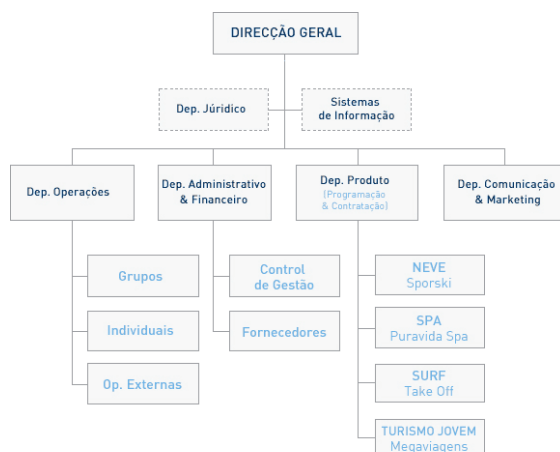 DIRECÇÃO GERAL
Dep. Júridico
Sistemas
de Informação
Dep. Operações
Dep. Administrativo
& Financeiro
Dep. Produto
(Programação
& Contratação)
Dep. Comunicação
& Marketing
Grupos
Individuais
Op. Externas
Control
de Gestão
Fornecedores
NEVE
Sporski
SPA
Puravida Spa
SURF
Take Off
TURISMO JOVEM
Megaviagens